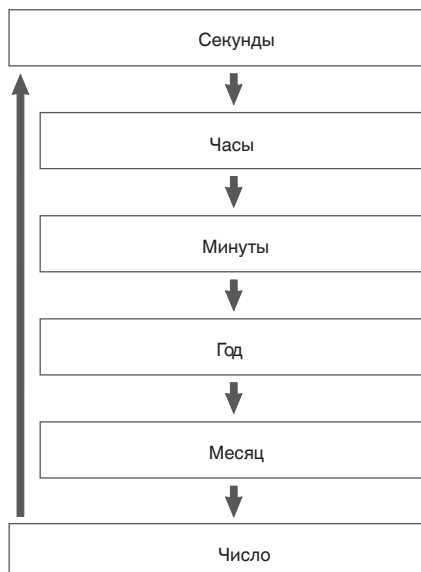 Секунды
Часы
Минуты
Год
Месяц
Число